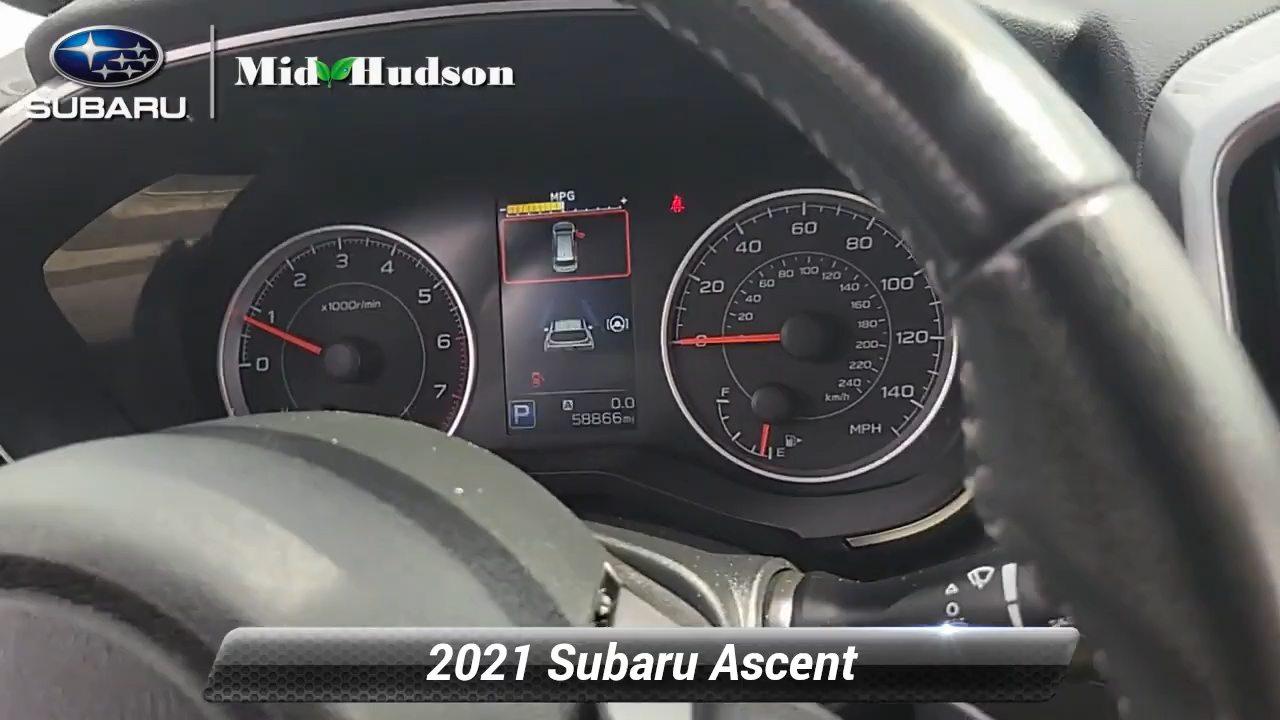 SUBARU
Mid Hudson
MPG
- +
0 1 2 3 4 5 6 7
x1000r/min
P A 0.0
58866mi
0 20 40 60 80 100 120 140
20 40 60 80 100 120 140 160 180 200 220 240
km/h
MPH
F
E
0
2021 Subaru Ascent